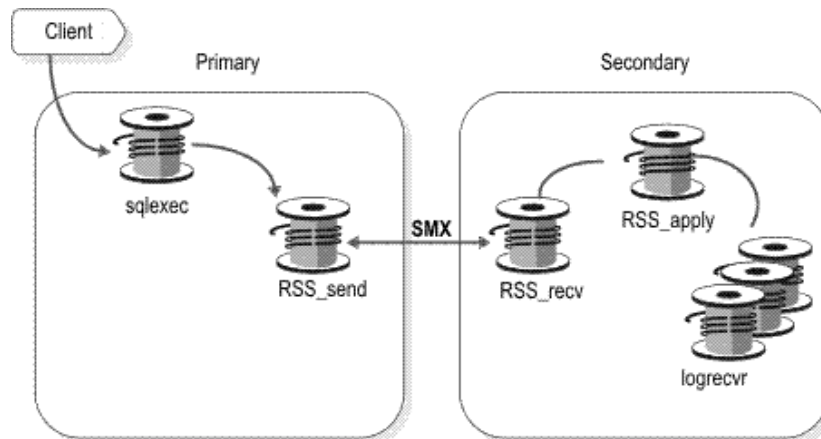 Client
Primary
Secondary
sqlexec
RSS_send
SMX
RSS_recv
RSS_apply
logrecvr